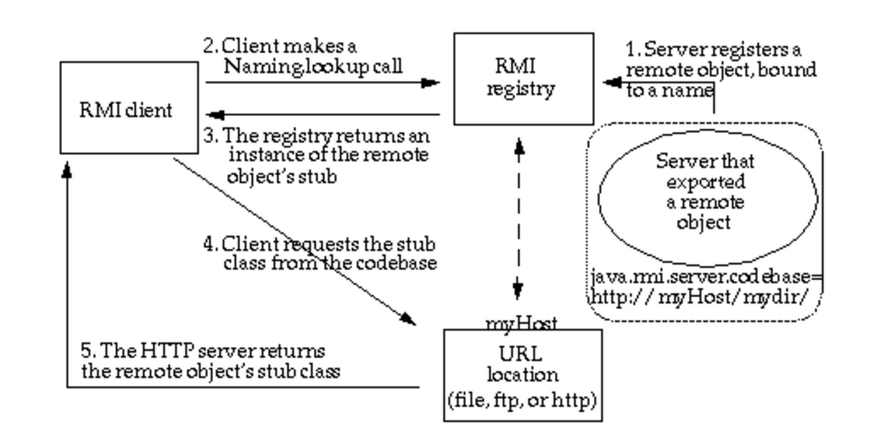 2. Client makes a
Naming.lookup call
RMI client
3. The registry returns an
instance of the remote
object's stub
RMI
registry
1. Server registers a
remote object, bound
to a name
Server that
exported
a remote
object
java.rmi.server.codebase=
http://myHost/mydir/
4. Client requests the stub
class from the codebase
5. The HTTP server returns
the remote object's stub class
myHost
URL
location
(file, ftp, or http)